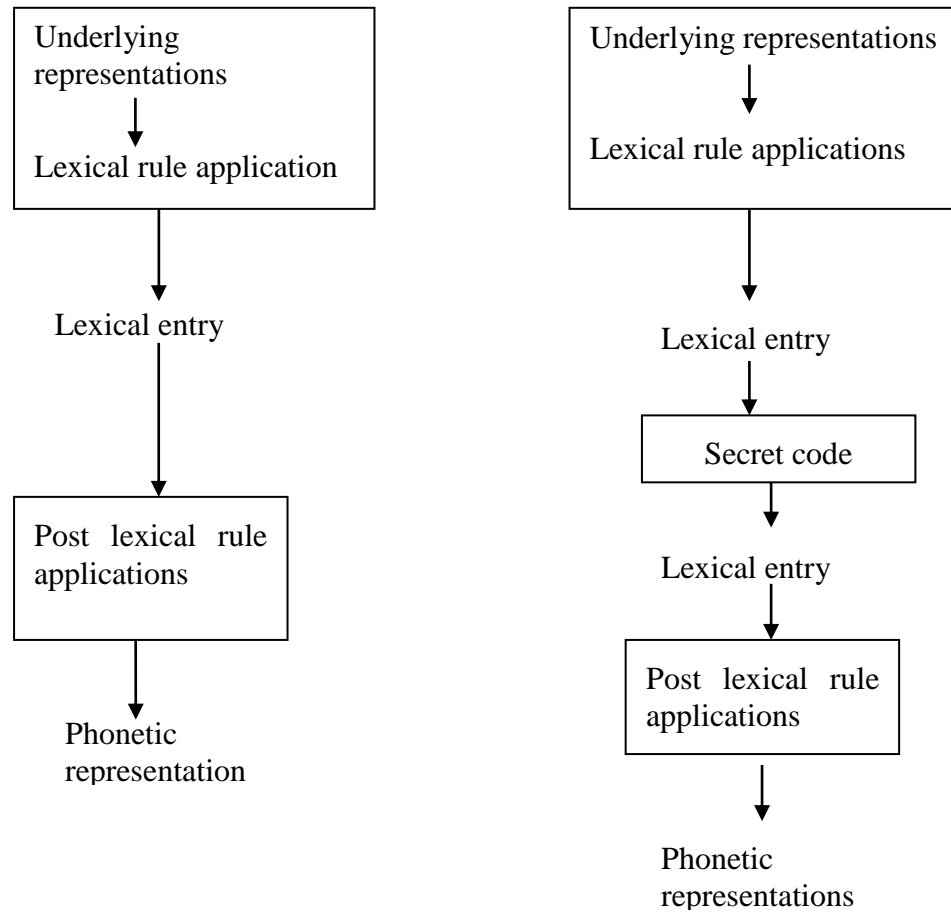 Underlying
representations
Lexical rule application
Lexical entry
Post lexical rule
applications
Phonetic
representation
Underlying representations
Lexical rule applications
Lexical entry
Secret code
Lexical entry
Post lexical rule
applications
Phonetic
representations